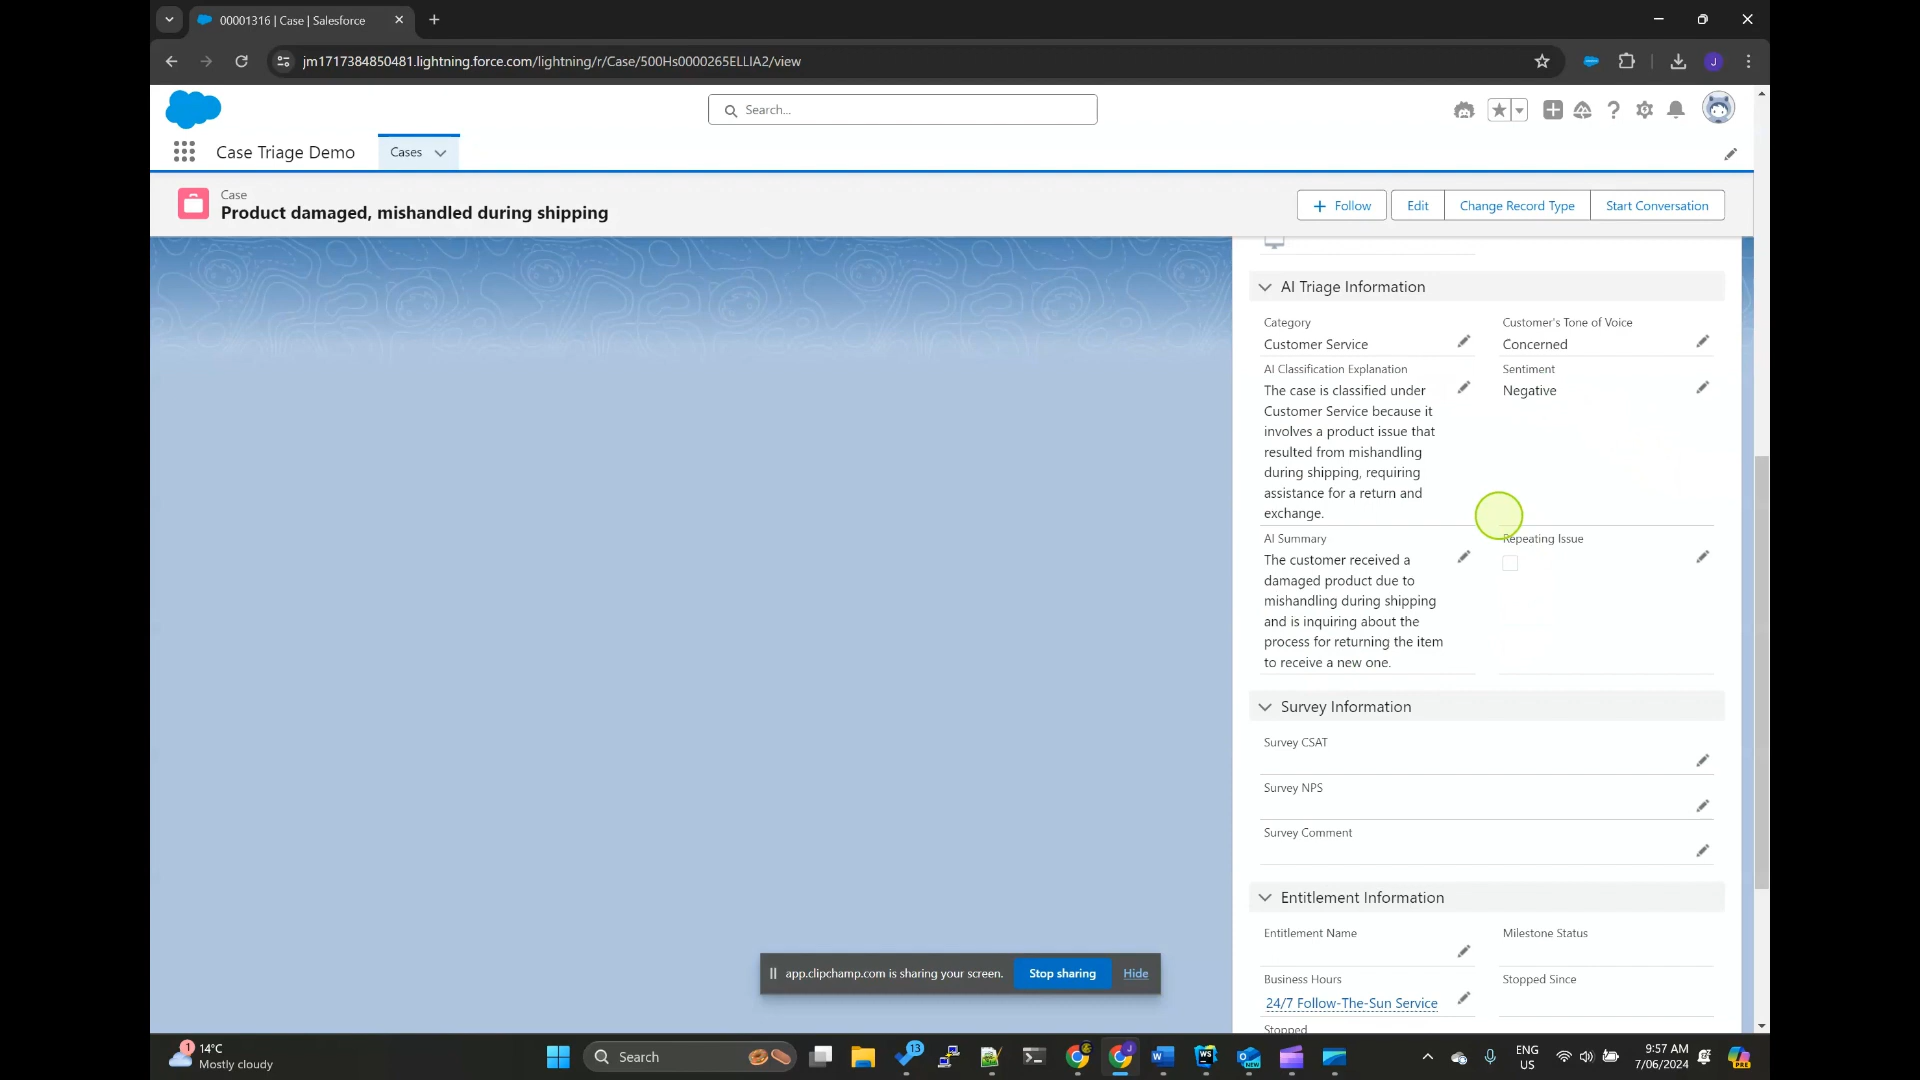 00001316 | Case | Salesforce
jm1717384850481.lightning.force.com/lightning/r/Case/500Hs0000265ELLIA2/view
J
Search...
Case Triage Demo
Cases
Case
Product damaged, mishandled during shipping
Follow
Edit
Change Record Type
Start Conversation
AI Triage Information
Category
Customer's Tone of Voice
Customer Service
Concerned
AI Classification Explanation
Sentiment
The case is classified under
Negative
Customer Service because it
involves a product issue that
resulted from mishandling
during shipping, requiring
assistance for a return and
exchange.
AI Summary
Repeating Issue
The customer received a
damaged product due to
mishandling during shipping
and is inquiring about the
process for returning the item
to receive a new one.
Survey Information
Survey CSAT
Survey NPS
Survey Comment
Entitlement Information
Entitlement Name
Milestone Status
Business Hours
Stopped Since
24/7 Follow-The-Sun Service
Stopped
app.clipchamp.com is sharing your screen.
Stop sharing
Hide
1
14°C
Mostly cloudy
Search
13
ENG
US
9:57 AM
7/06/2024
PRE